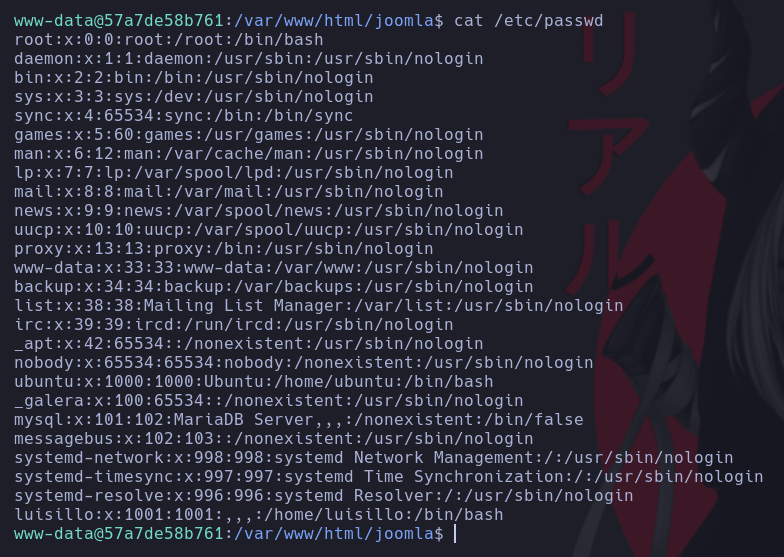 www-data@57a7de58b761:/var/www/html/joomla$ cat /etc/passwd
root:x:0:0:root:/root:/bin/bash
daemon:x:1:1:daemon:/usr/sbin:/usr/sbin/nologin
bin:x:2:2:bin:/bin:/usr/sbin/nologin
sys:x:3:3:sys:/dev:/usr/sbin/nologin
sync:x:4:65534:sync:/bin:/bin/sync
games:x:5:60:games:/usr/games:/usr/sbin/nologin
man:x:6:12:man:/var/cache/man:/usr/sbin/nologin
lp:x:7:7:lp:/var/spool/lpd:/usr/sbin/nologin
mail:x:8:8:mail:/var/mail:/usr/sbin/nologin
news:x:9:9:news:/var/spool/news:/usr/sbin/nologin
uucp:x:10:10:uucp:/var/spool/uucp:/usr/sbin/nologin
proxy:x:13:13:proxy:/bin:/usr/sbin/nologin
www-data:x:33:33:www-data:/var/www:/usr/sbin/nologin
backup:x:34:34:backup:/var/backups:/usr/sbin/nologin
list:x:38:38:Mailing List Manager:/var/list:/usr/sbin/nologin
irc:x:39:39:ircd:/run/ircd:/usr/sbin/nologin
_apt:x:42:65534::/nonexistent:/usr/sbin/nologin
nobody:x:65534:65534:nobody:/nonexistent:/usr/sbin/nologin
ubuntu:x:1000:1000:Ubuntu:/home/ubuntu:/bin/bash
_galera:x:100:65534::/nonexistent:/usr/sbin/nologin
mysql:x:101:102:MariaDB Server,,,:/nonexistent:/bin/false
messagebus:x:102:103::/nonexistent:/usr/sbin/nologin
systemd-network:x:998:998:systemd Network Management:/:/usr/sbin/nologin
systemd-timesync:x:997:997:systemd Time Synchronization:/:/usr/sbin/nologin
systemd-resolve:x:996:996:systemd Resolver:/:/usr/sbin/nologin
luisillo:x:1001:1001:,,,:/home/luisillo:/bin/bash
www-data@57a7de58b761:/var/www/html/joomla$
リアル